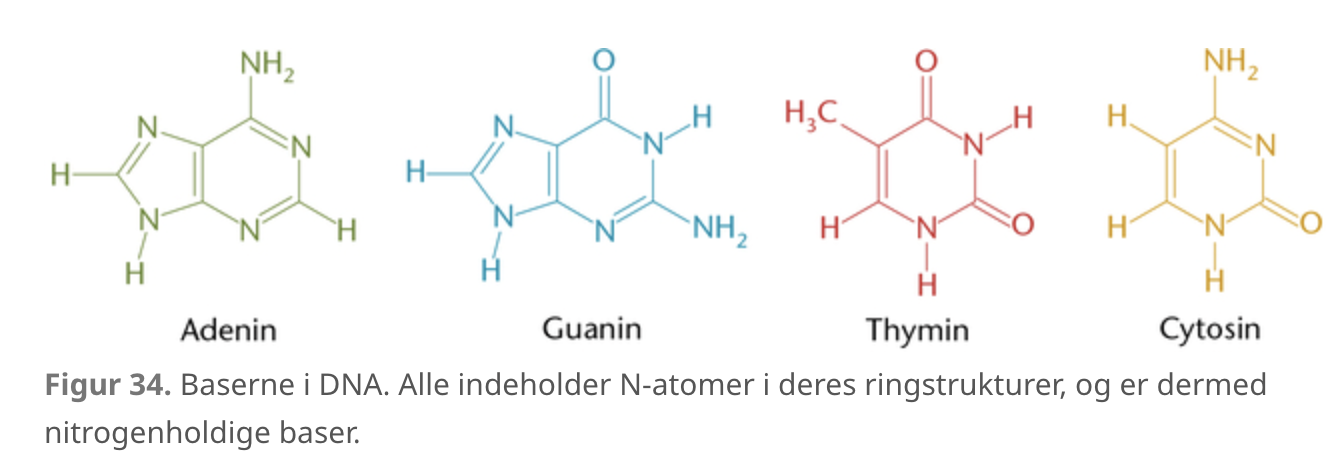 NH₂
N
N
H
N
N
H
H
Adenin
O
N
H
N
H
N
N
NH₂
H
Guanin
O
H₃C
H
N
H
N
O
H
Thymin
NH₂
H
N
H
N
O
H
Cytosin
Figur 34. Baserne i DNA. Alle indeholder N-atomer i deres ringstrukturer, og er dermed
nitrogenholdige baser.